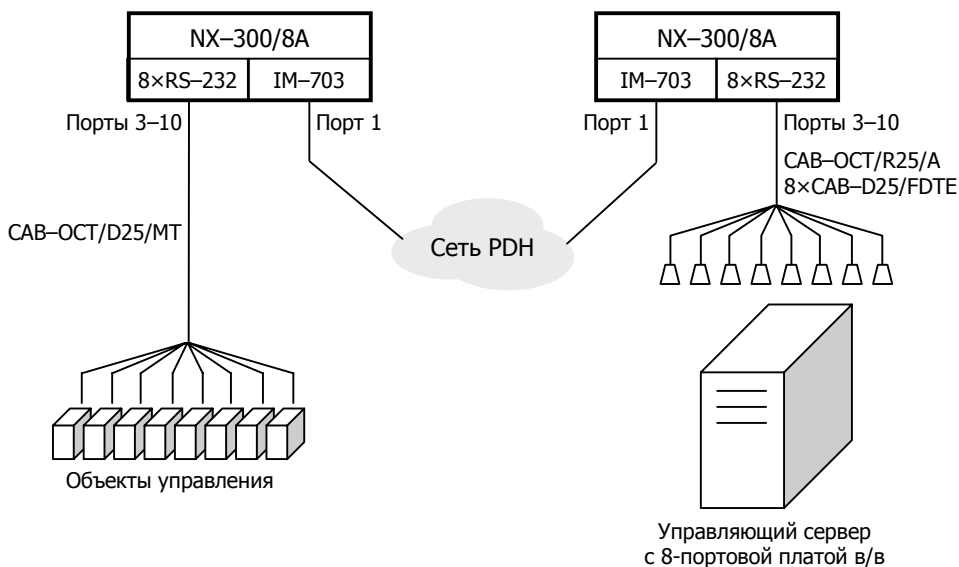 NX–300/8A
8×RS–232
IM–703
Порты 3–10
Порт 1
CAB–OCT/D25/MT
Объекты управления
Сеть PDH
NX–300/8A
IM–703
8×RS–232
Порт 1
Порты 3–10
CAB–OCT/R25/A
8×CAB–D25/FDTE
Управляющий сервер
с 8-портовой платой в/в